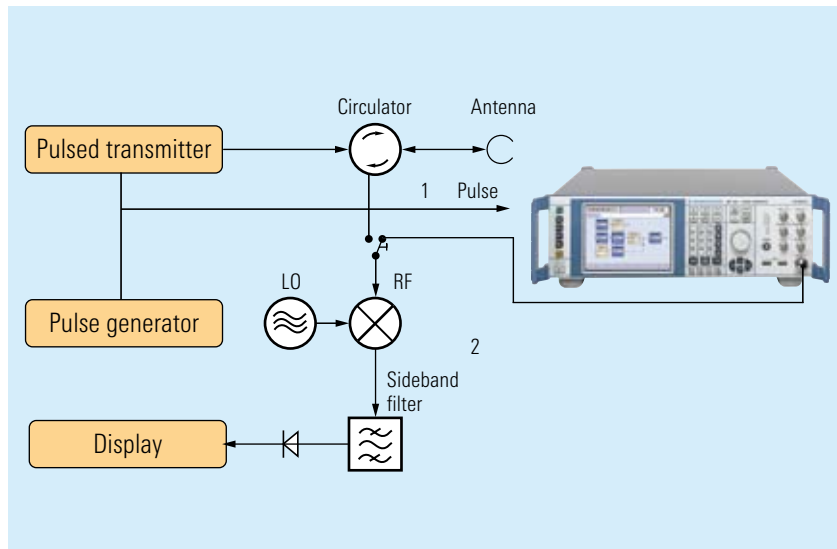 Circulator
Antenna
Pulsed transmitter
1
Pulse
LO
RF
Pulse generator
2
Sideband
filter
Display